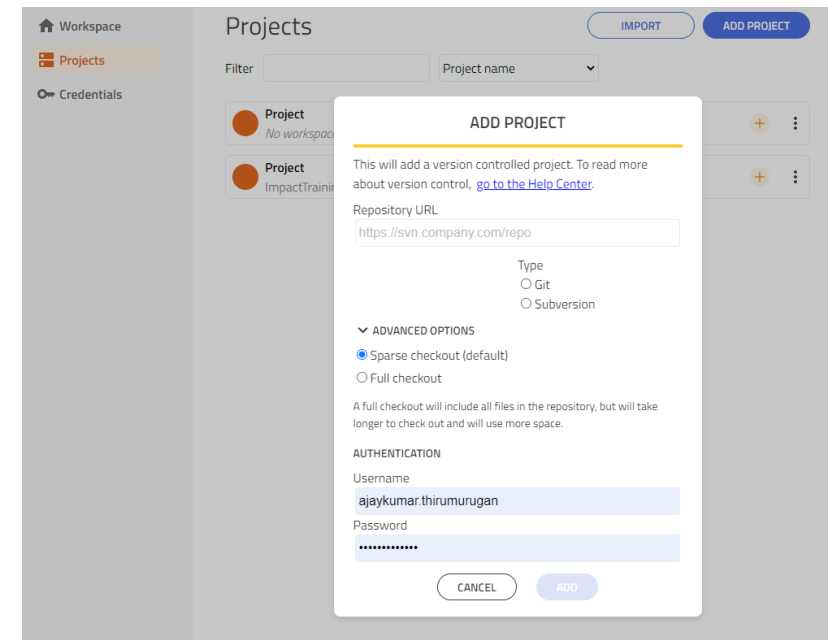 Workspace
Projects
Credentials
Projects
IMPORT
ADD PROJECT
Filter
Project name
Project
No workspace
Project
ImpactTrainin
ADD PROJECT
This will add a version controlled project. To read more
about version control, go to the Help Center.
Repository URL
https://svn.company.com/repo
Type
Git
Subversion
ADVANCED OPTIONS
Sparse checkout (default)
Full checkout
A full checkout will include all files in the repository, but will take
longer to check out and will use more space.
AUTHENTICATION
Username
ajaykumar.thirumurugan
Password
•••••••••••••
CANCEL
ADD